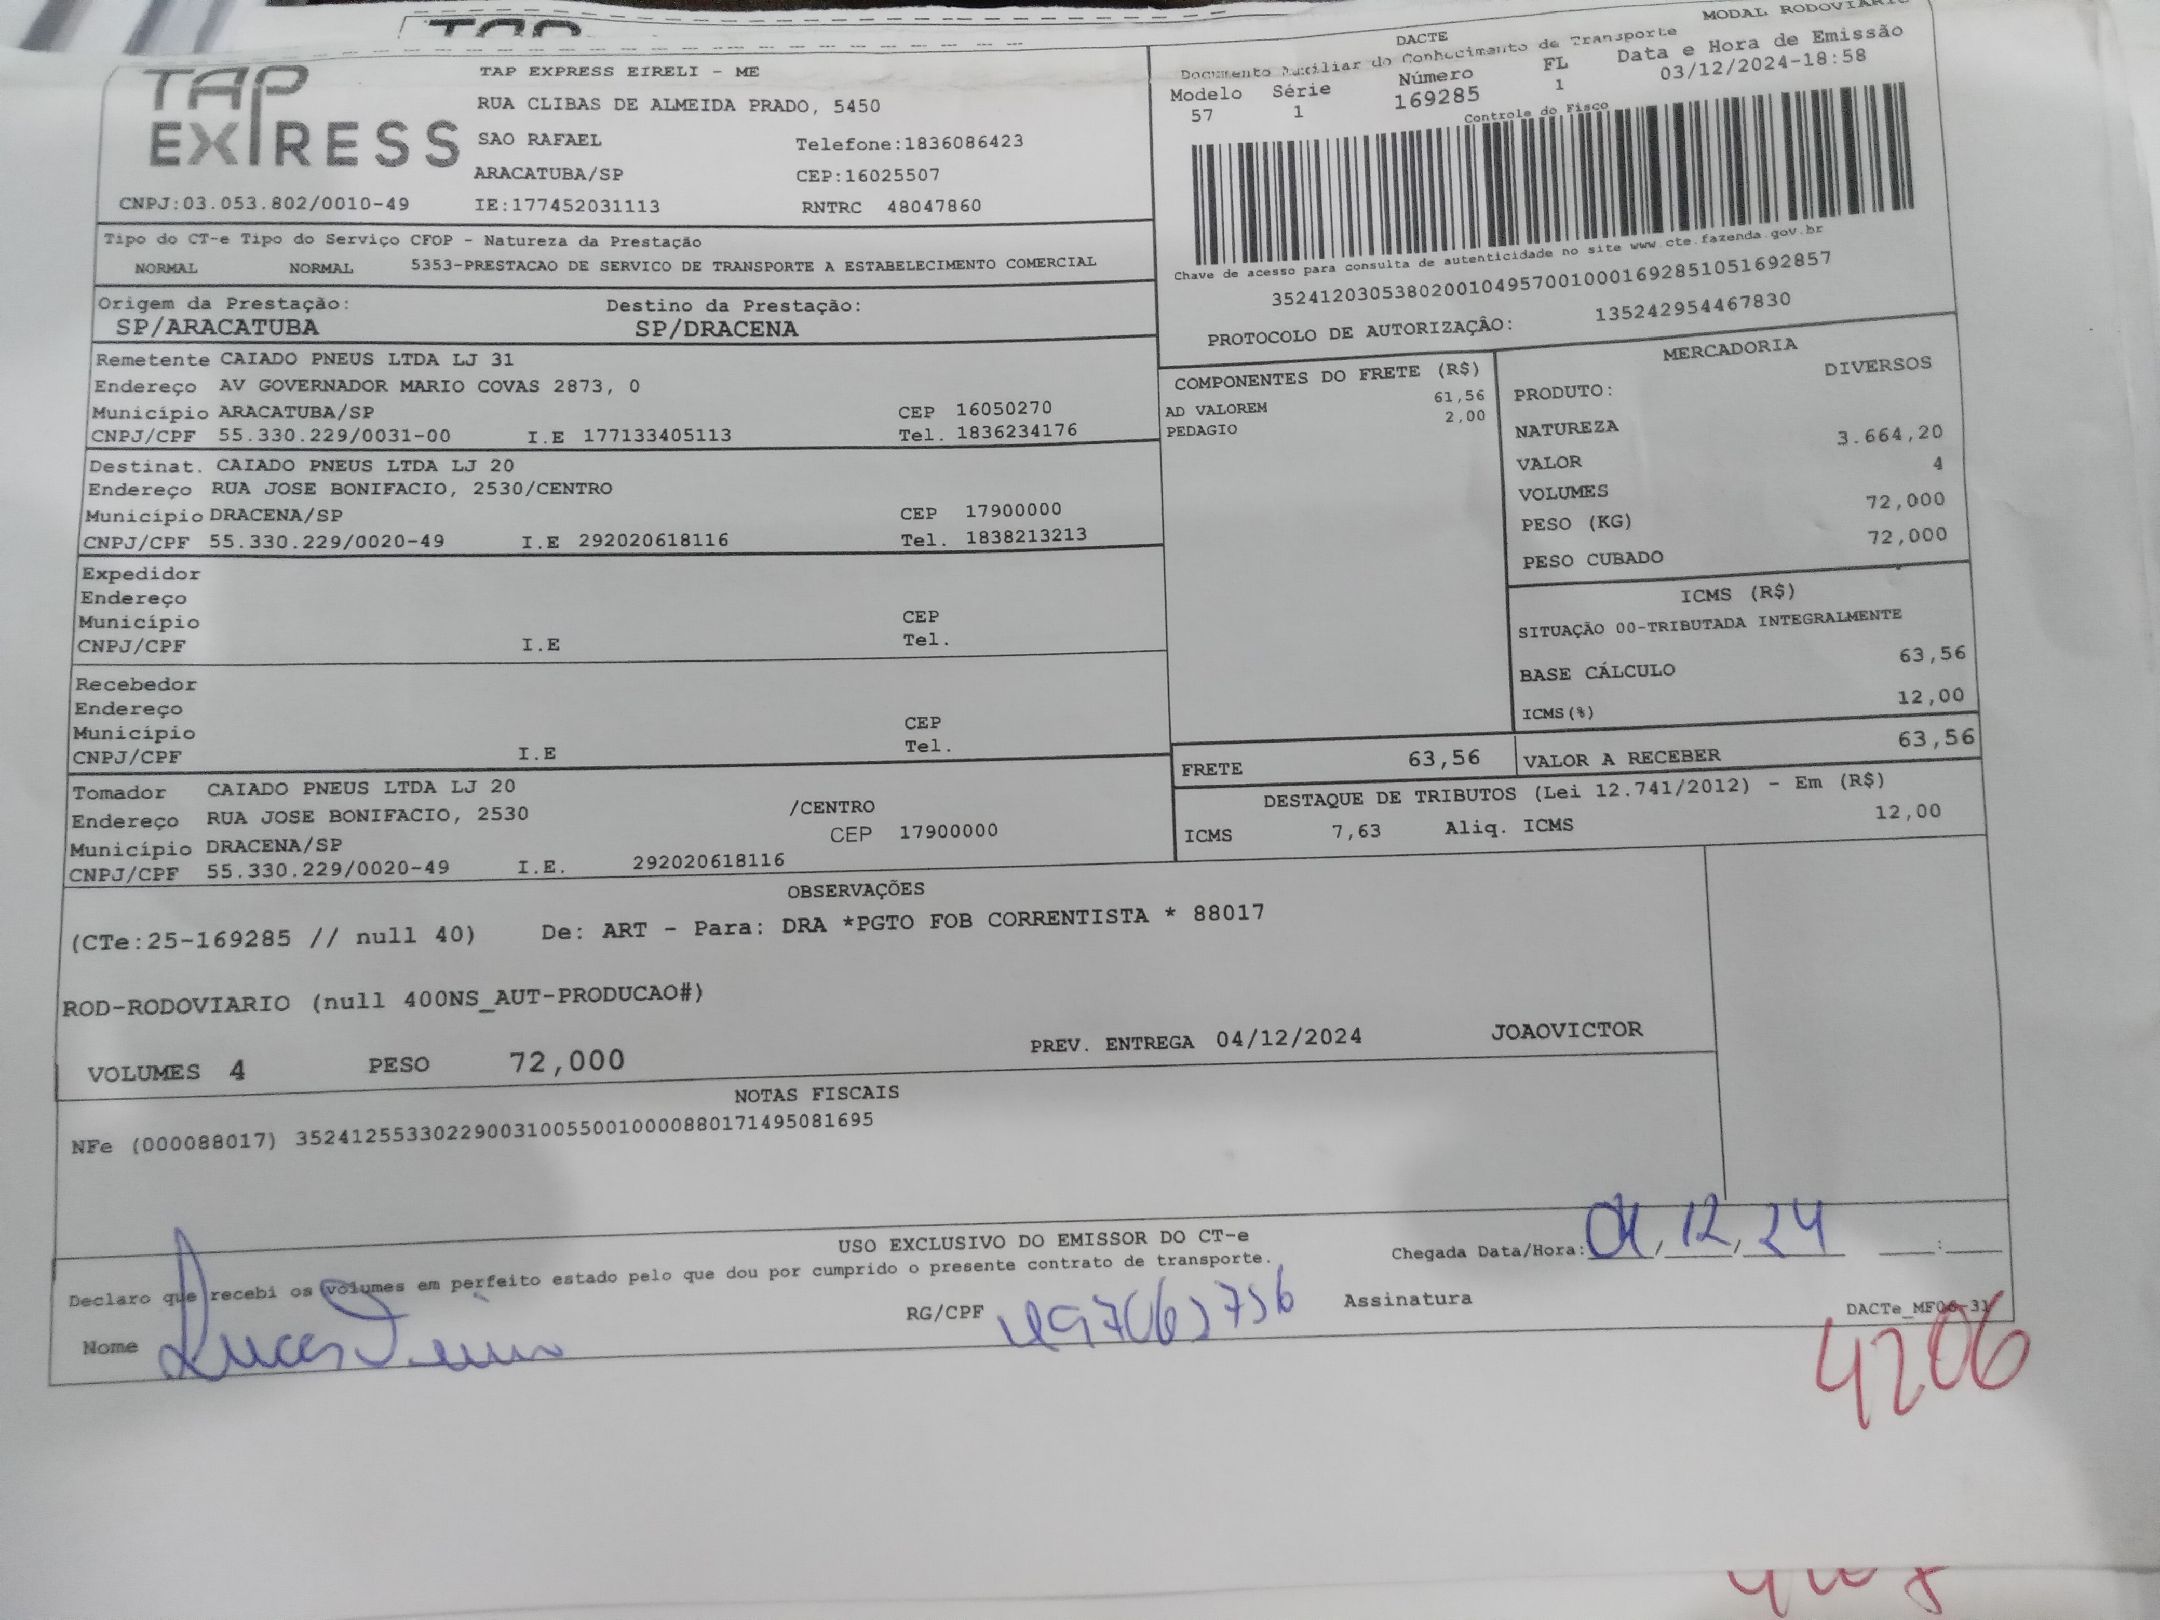 TAP
TAP EXPRESS
TAP EXPRESS EIRELI - ME
RUA CLIBAS DE ALMEIDA PRADO, 5450
SAO RAFAEL Telefone:1836086423
ARACATUBA/SP CEP:16025507
CNPJ:03.053.802/0010-49 IE:177452031113 RNTRC 48047860
MODAL RODOVIARIO
DACTE
Documento Auxiliar do Conhecimento de Transporte
Modelo Série Número FL Data e Hora de Emissão
57 1 169285 1 03/12/2024-18:58
Controle do Fisco
Chave de acesso para consulta de autenticidade no site www.cte.fazenda.gov.br
35241203053802001049570010001692851051692857
PROTOCOLO DE AUTORIZAÇÃO: 135242954467830
Tipo do CT-e Tipo do Serviço CFOP - Natureza da Prestação
NORMAL NORMAL 5353-PRESTACAO DE SERVICO DE TRANSPORTE A ESTABELECIMENTO COMERCIAL
Origem da Prestação: Destino da Prestação:
SP/ARACATUBA SP/DRACENA
Remetente CAIADO PNEUS LTDA LJ 31
Endereço AV GOVERNADOR MARIO COVAS 2873, 0
Município ARACATUBA/SP CEP 16050270
CNPJ/CPF 55.330.229/0031-00 I.E 177133405113 Tel. 1836234176
Destinat. CAIADO PNEUS LTDA LJ 20
Endereço RUA JOSE BONIFACIO, 2530/CENTRO
Município DRACENA/SP CEP 17900000
CNPJ/CPF 55.330.229/0020-49 I.E 292020618116 Tel. 1838213213
Expedidor
Endereço
Município CEP
CNPJ/CPF I.E Tel.
Recebedor
Endereço
Município CEP
CNPJ/CPF I.E Tel.
Tomador CAIADO PNEUS LTDA LJ 20
Endereço RUA JOSE BONIFACIO, 2530 /CENTRO
Município DRACENA/SP CEP 17900000
CNPJ/CPF 55.330.229/0020-49 I.E. 292020618116
COMPONENTES DO FRETE (R$)
AD VALOREM 61,56
PEDAGIO 2,00
MERCADORIA
PRODUTO: DIVERSOS
NATUREZA
VALOR 3.664,20
VOLUMES 4
PESO (KG) 72,000
PESO CUBADO 72,000
ICMS (R$)
SITUAÇÃO 00-TRIBUTADA INTEGRALMENTE
BASE CÁLCULO 63,56
ICMS(%) 12,00
FRETE 63,56 VALOR A RECEBER 63,56
DESTAQUE DE TRIBUTOS (Lei 12.741/2012) - Em (R$)
ICMS 7,63 Aliq. ICMS 12,00
OBSERVAÇÕES
(CTe:25-169285 // null 40) De: ART - Para: DRA *PGTO FOB CORRENTISTA * 88017
ROD-RODOVIARIO (null 400NS_AUT-PRODUCAO#)
VOLUMES 4 PESO 72,000 PREV. ENTREGA 04/12/2024 JOAOVICTOR
NOTAS FISCAIS
NFe (000088017) 35241255330229003100550010000880171495081695
USO EXCLUSIVO DO EMISSOR DO CT-e
Declaro que recebi os volumes em perfeito estado pelo que dou por cumprido o presente contrato de transporte.
Chegada Data/Hora: 04/12/24 :
Nome Lucas RG/CPF Assinatura
DACTe_MF06-31
4206